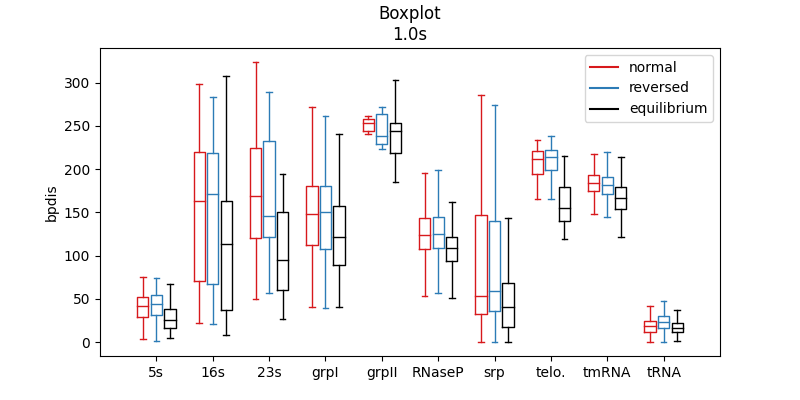 Boxplot
1.0s
normal
reversed
equilibrium
bpdis
300
250
200
150
100
50
0
5s 16s 23s grpI grpII RNaseP srp telo. tmRNA tRNA